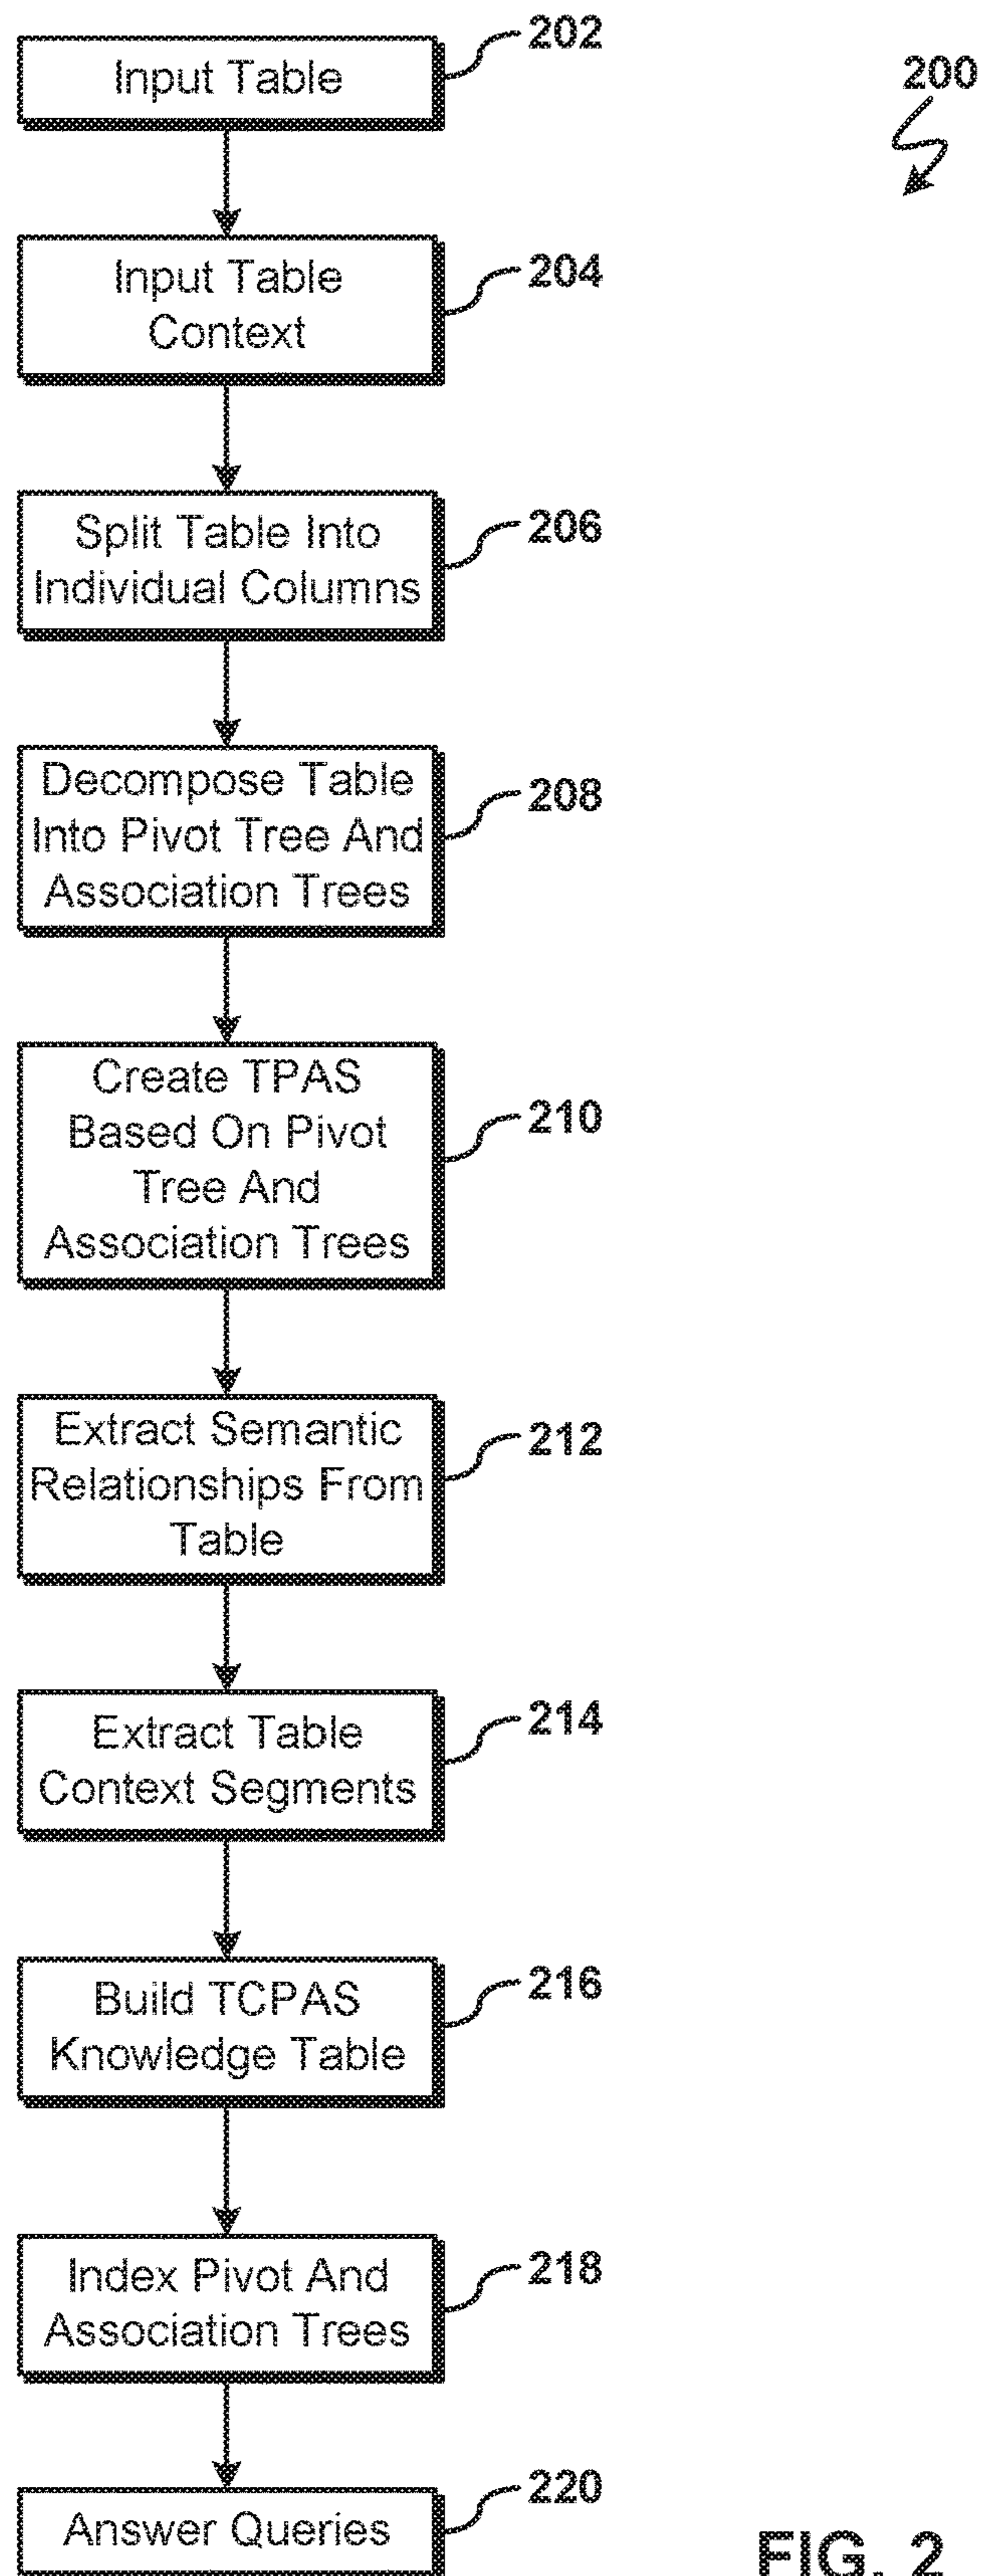 202
Input Table
200
204
Input Table
Context
206
Split Table Into
Individual Columns
208
Decompose Table
Into Pivot Tree And
Association Trees
210
Create TPAS
Based On Pivot
Tree And
Association Trees
212
Extract Semantic
Relationships From
Table
214
Extract Table
Context Segments
216
Build TCPAS
Knowledge Table
218
Index Pivot And
Association Trees
220
Answer Queries
FIG. 2